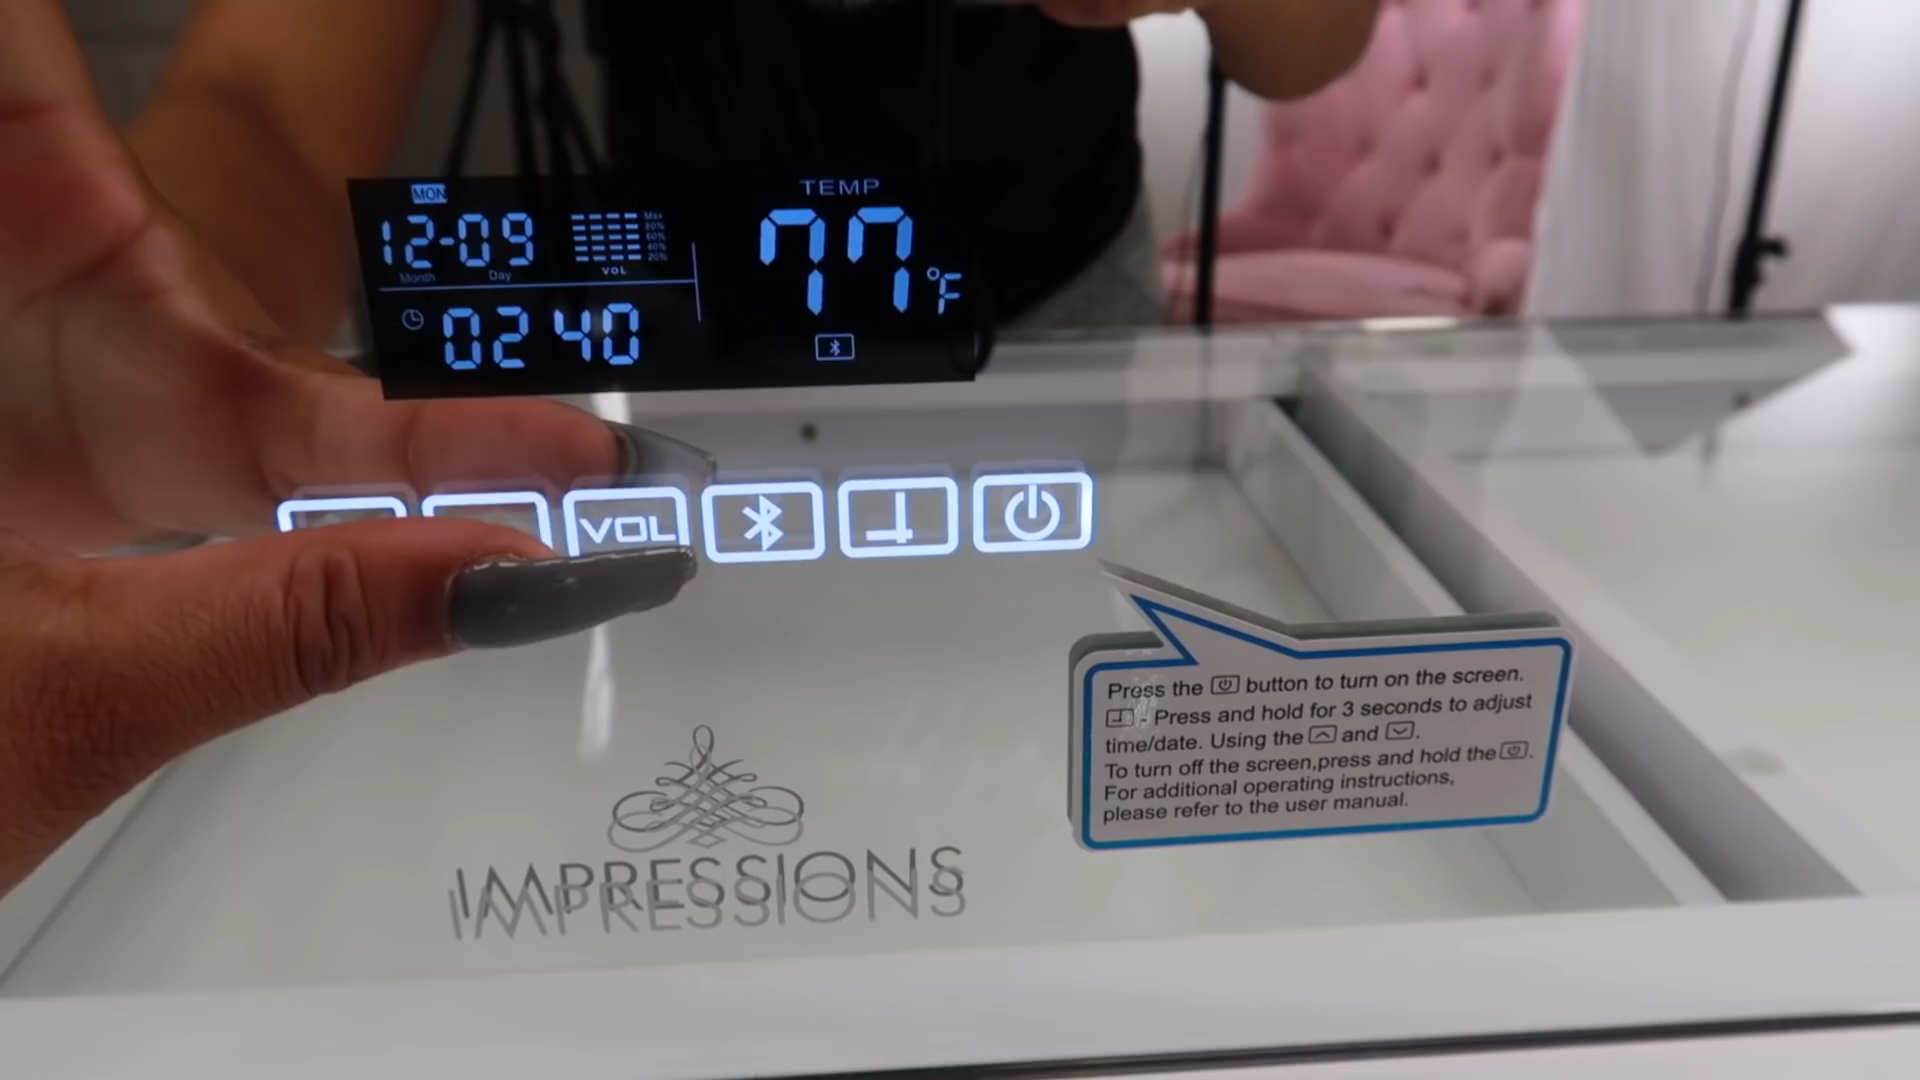 MON
12-09
Month Day
Max
80%
60%
40%
20%
VOL
02 40
TEMP
77°F
VOL
Press the button to turn on the screen.
- Press and hold for 3 seconds to adjust
time/date. Using the and .
To turn off the screen,press and hold the .
For additional operating instructions,
please refer to the user manual.
IMPRESSIONS